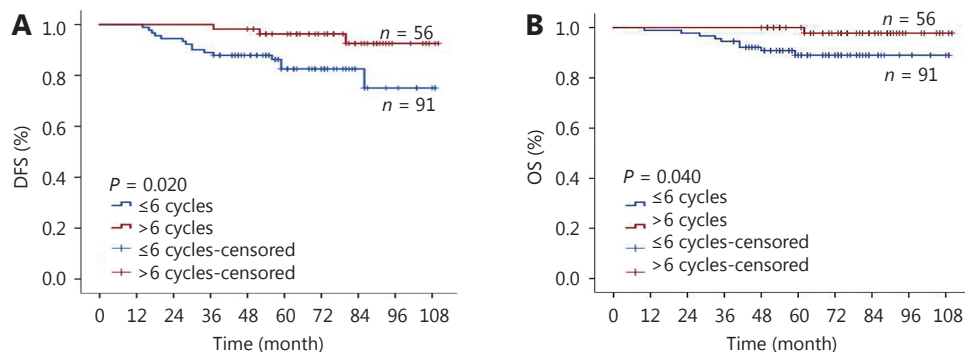 A
1.0
0.8
0.6
0.4
0.2
0.0
DFS (%)
n = 56
n = 91
P = 0.020
≤6 cycles
>6 cycles
≤6 cycles-censored
>6 cycles-censored
0 12 24 36 48 60 72 84 96 108
Time (month)
B
1.0
0.8
0.6
0.4
0.2
0.0
OS (%)
n = 56
n = 91
P = 0.040
≤6 cycles
>6 cycles
≤6 cycles-censored
>6 cycles-censored
0 12 24 36 48 60 72 84 96 108
Time (month)